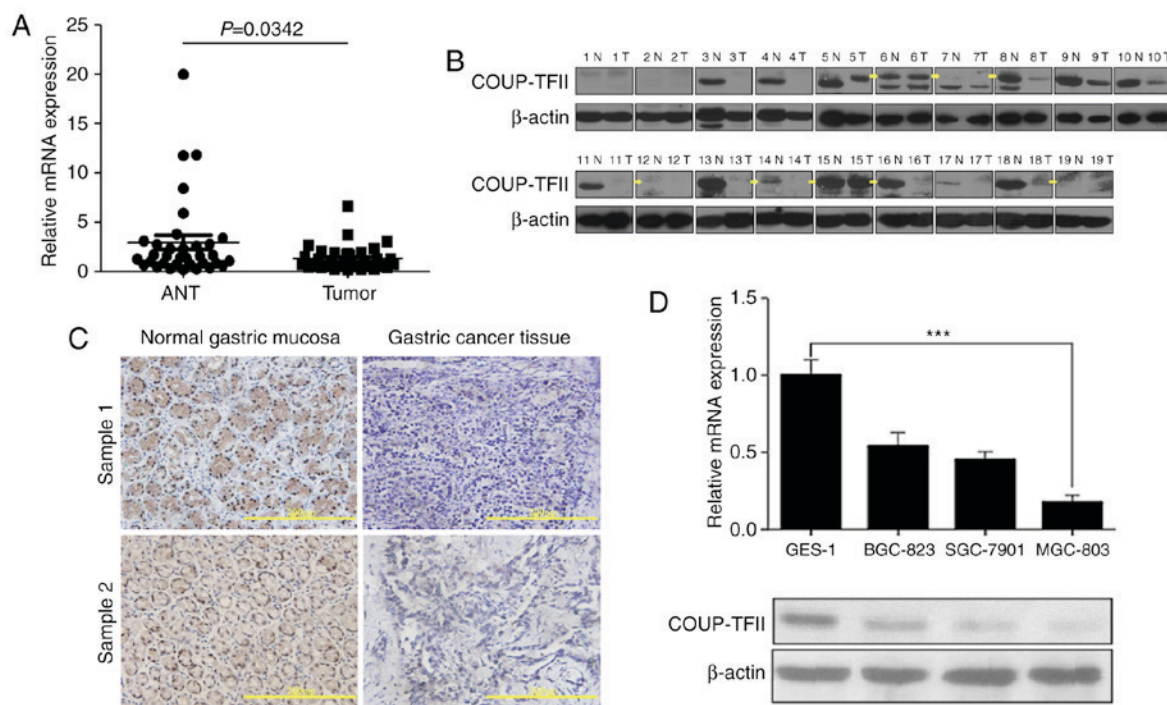 A
P=0.0342
Relative mRNA expression
25
20
15
10
5
0
ANT
Tumor
B
1 N 1 T 2 N 2 T 3 N 3 T 4 N 4 T 5 N 5 T 6 N 6 T 7 N 7T 8 N 8 T 9 N 9 T 10 N 10 T
COUP-TFII
β-actin
11 N 11 T 12 N 12 T 13 N 13 T 14 N 14 T 15 N 15 T 16 N 16 T 17 N 17 T 18 N 18 T 19 N 19 T
COUP-TFII
β-actin
C
Normal gastric mucosa
Gastric cancer tissue
Sample 1
Sample 2
D
Relative mRNA expression
1.5
1.0
0.5
0.0
***
GES-1
BGC-823
SGC-7901
MGC-803
COUP-TFII
β-actin